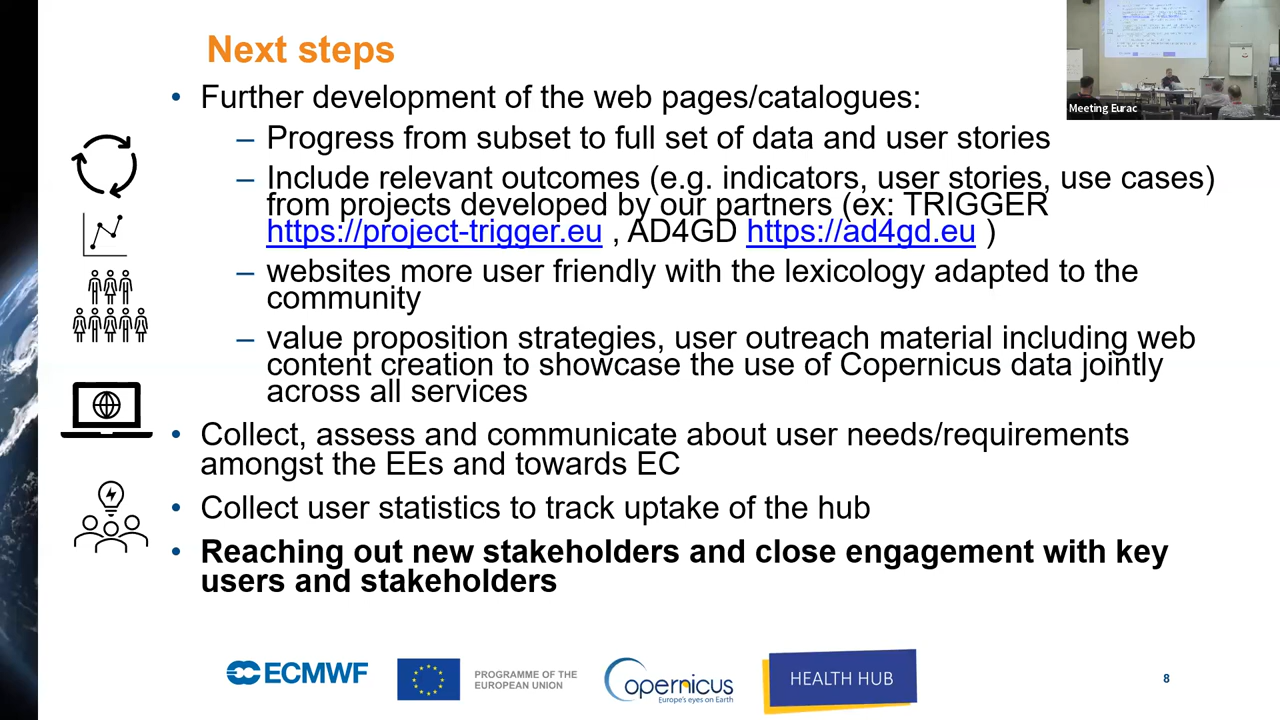 Next steps
• Further development of the web pages/catalogues:
– Progress from subset to full set of data and user stories
– Include relevant outcomes (e.g. indicators, user stories, use cases)
from projects developed by our partners (ex: TRIGGER
https://project-trigger.eu , AD4GD https://ad4gd.eu )
– websites more user friendly with the lexicology adapted to the
community
– value proposition strategies, user outreach material including web
content creation to showcase the use of Copernicus data jointly
across all services
• Collect, assess and communicate about user needs/requirements
amongst the EEs and towards EC
• Collect user statistics to track uptake of the hub
• Reaching out new stakeholders and close engagement with key
users and stakeholders
Meeting Eurac
ECMWF
PROGRAMME OF THE
EUROPEAN UNION
Copernicus
Europe's eyes on Earth
HEALTH HUB
8